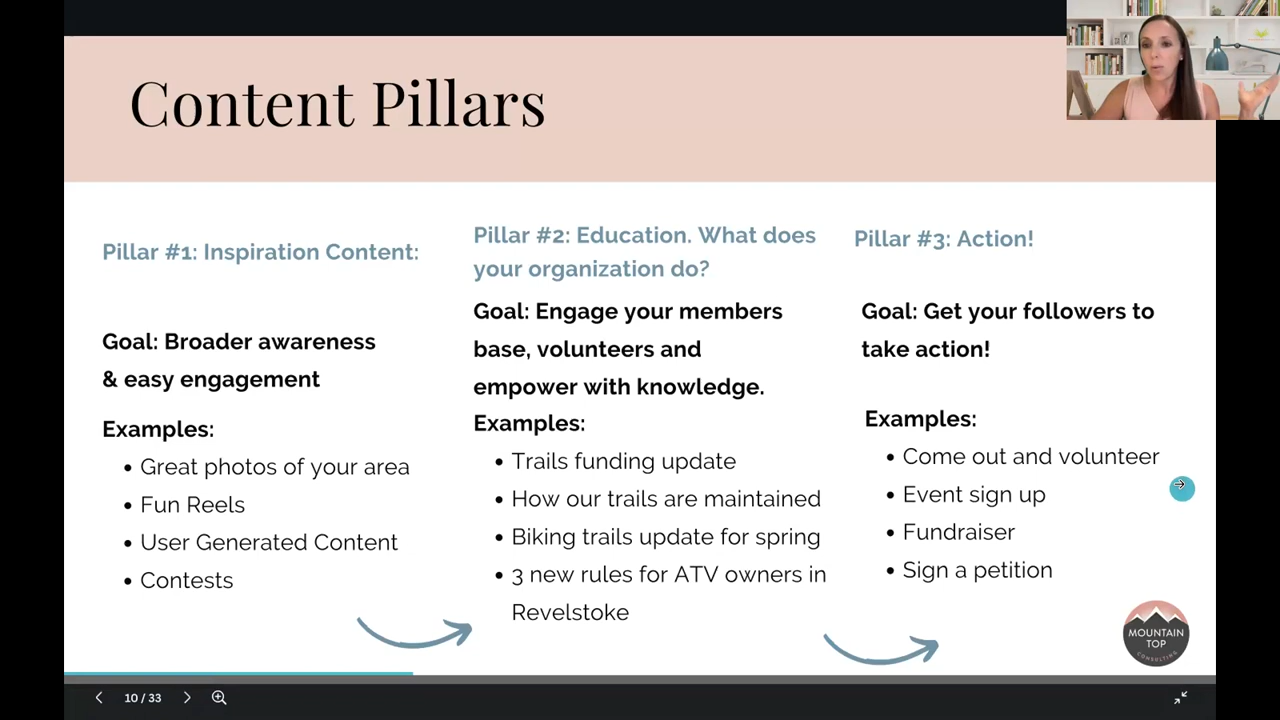 Content Pillars
Pillar #1: Inspiration Content:
Goal: Broader awareness
& easy engagement
Examples:
• Great photos of your area
• Fun Reels
• User Generated Content
• Contests
Pillar #2: Education. What does
your organization do?
Goal: Engage your members
base, volunteers and
empower with knowledge.
Examples:
• Trails funding update
• How our trails are maintained
• Biking trails update for spring
• 3 new rules for ATV owners in
Revelstoke
Pillar #3: Action!
Goal: Get your followers to
take action!
Examples:
• Come out and volunteer
• Event sign up
• Fundraiser
• Sign a petition
MOUNTAIN
TOP
CONSULTING
10 / 33